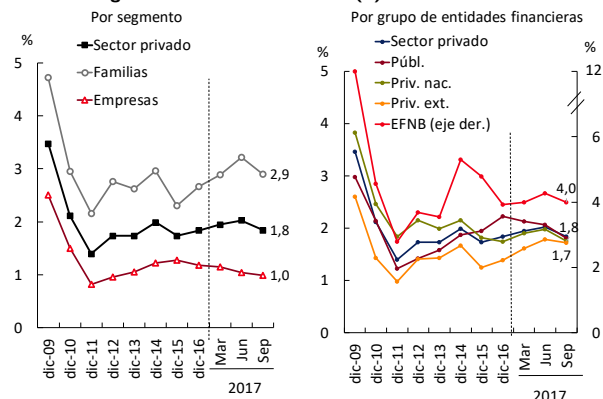 Por segmento
%
Sector privado
Familias
Empresas
5
4
3
2
1
0
2,9
1,8
1,0
dic-09
dic-10
dic-11
dic-12
dic-13
dic-14
dic-15
dic-16
Mar
Jun
Sep
2017
Por grupo de entidades financieras
%
%
Sector privado
Públ.
Priv. nac.
Priv. ext.
EFNB (eje der.)
5
4
3
2
1
0
12
6
4
2
0
4,0
1,8
1,7
dic-09
dic-10
dic-11
dic-12
dic-13
dic-14
dic-15
dic-16
Mar
Jun
Sep
2017